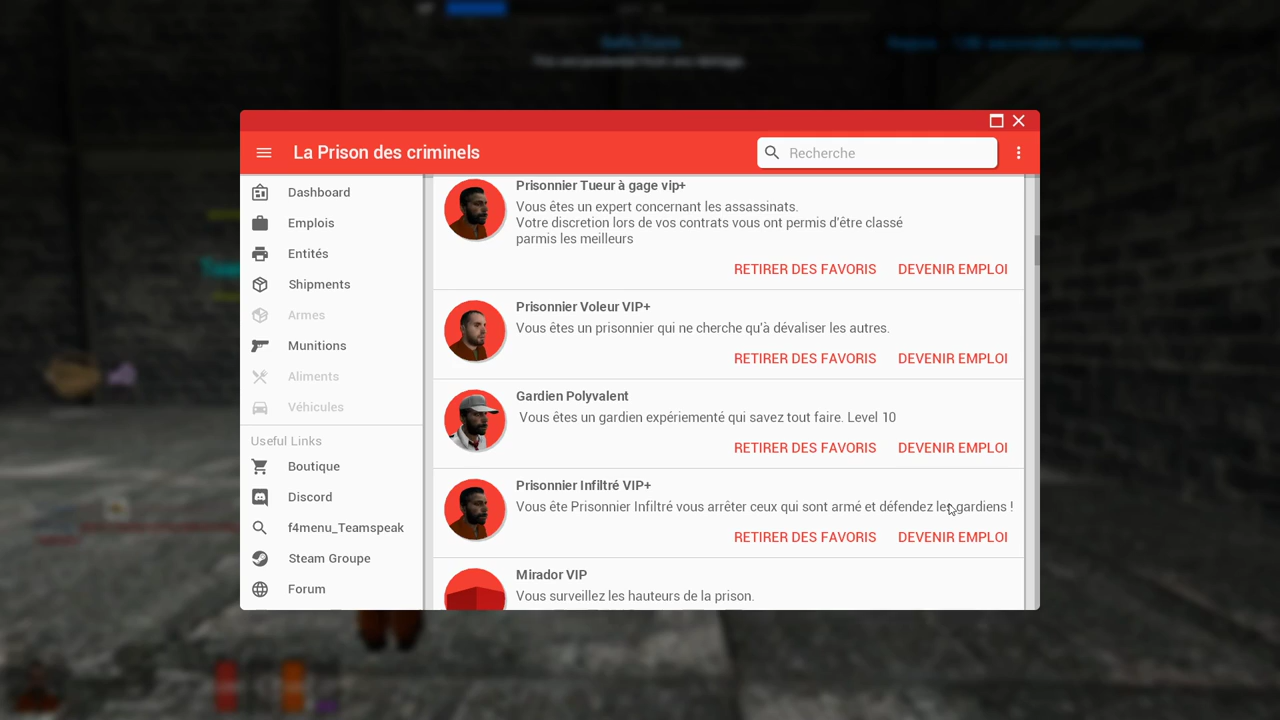 La Prison des criminels
Recherche
Dashboard
Emplois
Entités
Shipments
Armes
Munitions
Aliments
Véhicules
Useful Links
Boutique
Discord
f4menu_Teamspeak
Steam Groupe
Forum
Prisonnier Tueur à gage vip+
Vous êtes un expert concernant les assassinats.
Votre discretion lors de vos contrats vous ont permis d'être classé
parmis les meilleurs
RETIRER DES FAVORIS DEVENIR EMPLOI
Prisonnier Voleur VIP+
Vous êtes un prisonnier qui ne cherche qu'à dévaliser les autres.
RETIRER DES FAVORIS DEVENIR EMPLOI
Gardien Polyvalent
Vous êtes un gardien expériementé qui savez tout faire. Level 10
RETIRER DES FAVORIS DEVENIR EMPLOI
Prisonnier Infiltré VIP+
Vous ête Prisonnier Infiltré vous arrêter ceux qui sont armé et défendez les gardiens !
RETIRER DES FAVORIS DEVENIR EMPLOI
Mirador VIP
Vous surveillez les hauteurs de la prison.